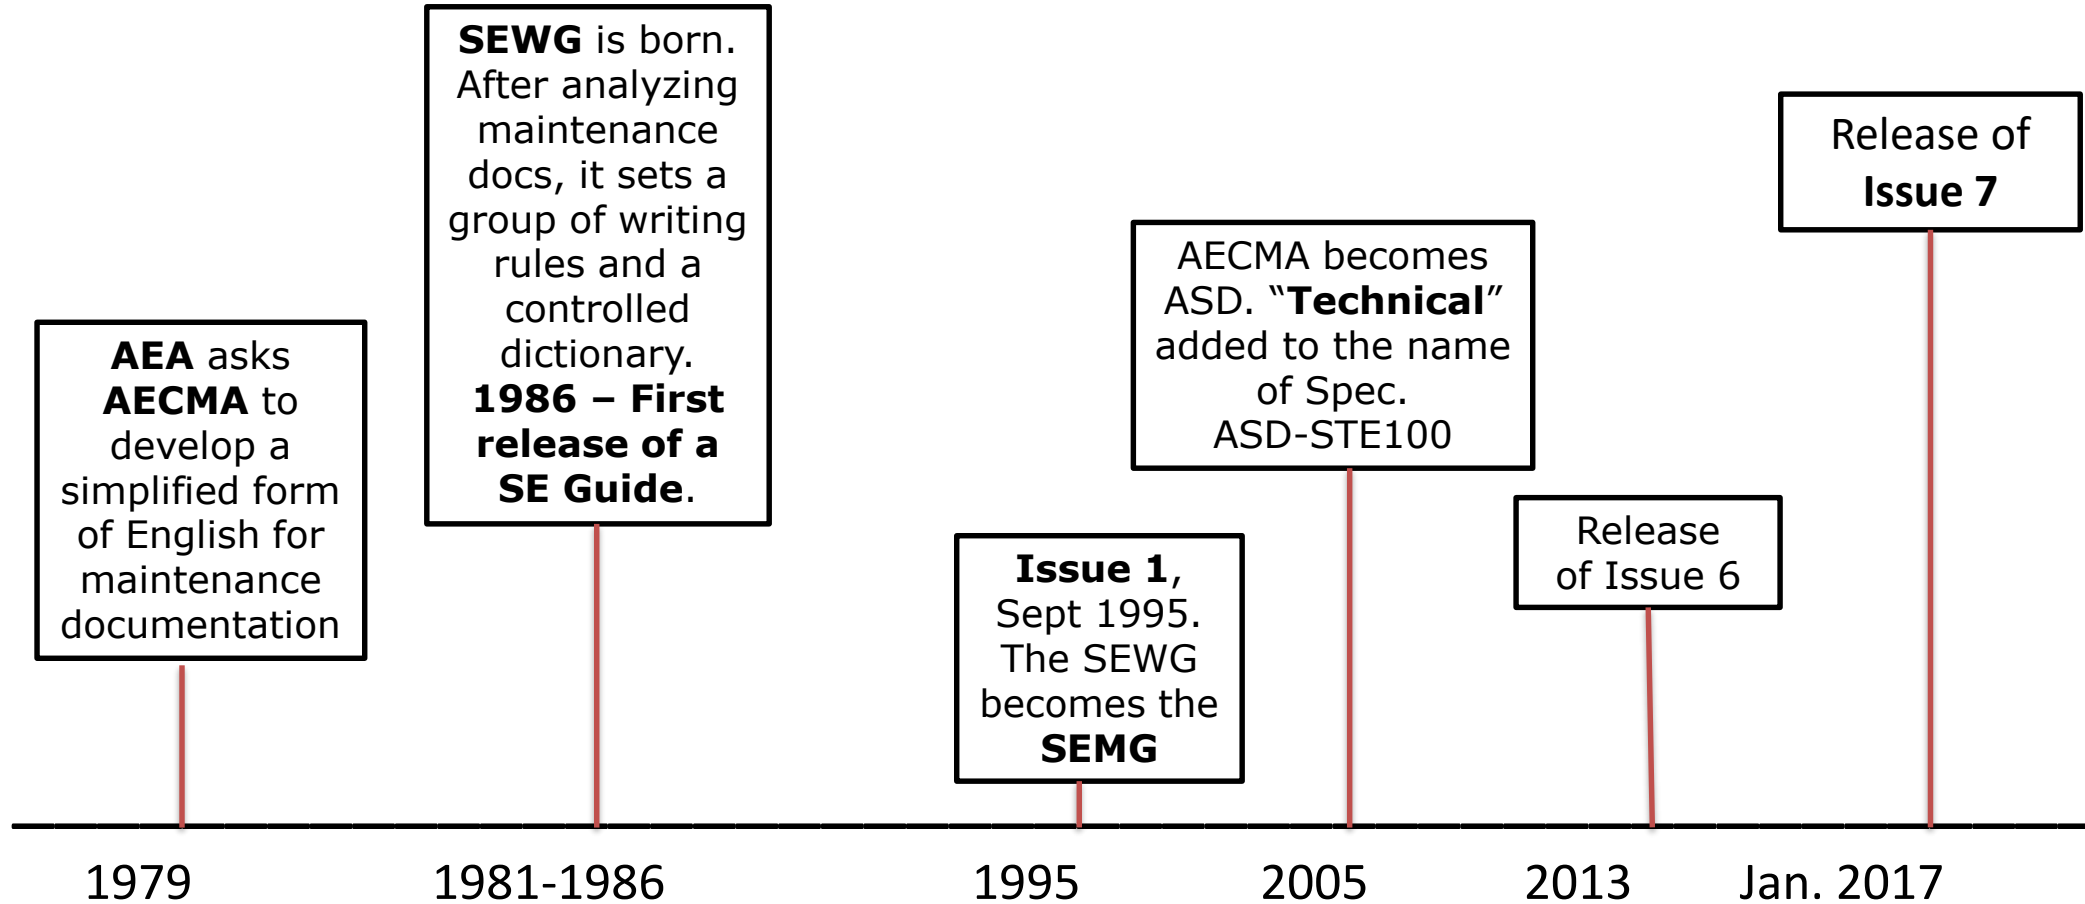 AEA asks
AECMA to
develop a
simplified form
of English for
maintenance
documentation
SEWG is born.
After analyzing
maintenance
docs, it sets a
group of writing
rules and a
controlled
dictionary.
1986 – First
release of a
SE Guide.
Issue 1,
Sept 1995.
The SEWG
becomes the
SEMG
AECMA becomes
ASD. “Technical”
added to the name
of Spec.
ASD-STE100
Release
of Issue 6
Release of
Issue 7
1979
1981-1986
1995
2005
2013
Jan. 2017